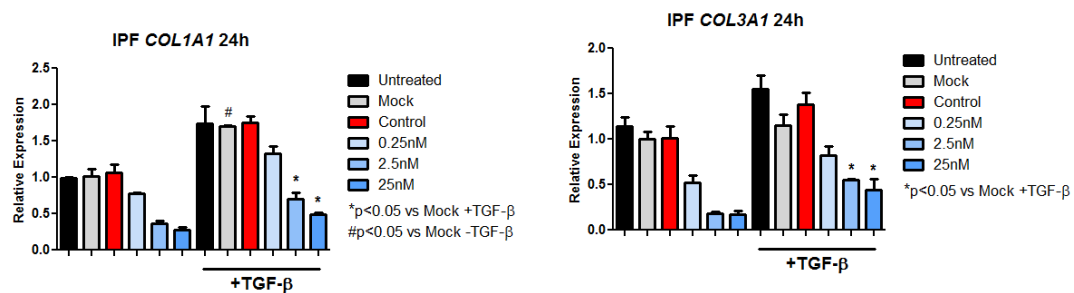 IPF COL1A1 24h
Relative Expression
2.5
2.0
1.5
1.0
0.5
0.0
#
*
*
+TGF-β
Untreated
Mock
Control
0.25nM
2.5nM
25nM
*p<0.05 vs Mock +TGF-β
#p<0.05 vs Mock -TGF-β
IPF COL3A1 24h
Relative Expression
2.0
1.5
1.0
0.5
0.0
*
*
+TGF-β
Untreated
Mock
Control
0.25nM
2.5nM
25nM
*p<0.05 vs Mock +TGF-β